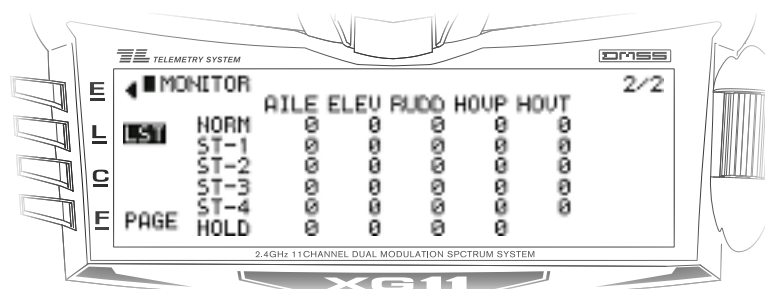 TELEMETRY SYSTEM
DMSS
E
L
C
F
MONITOR 2/2
AILE ELEV RUDD HOVP HOVT
LST
NORM 0 0 0 0 0
ST-1 0 0 0 0 0
ST-2 0 0 0 0 0
ST-3 0 0 0 0 0
ST-4 0 0 0 0 0
PAGE
HOLD 0 0 0 0
2.4GHz 11CHANNEL DUAL MODULATION SPCTRUM SYSTEM
XG11